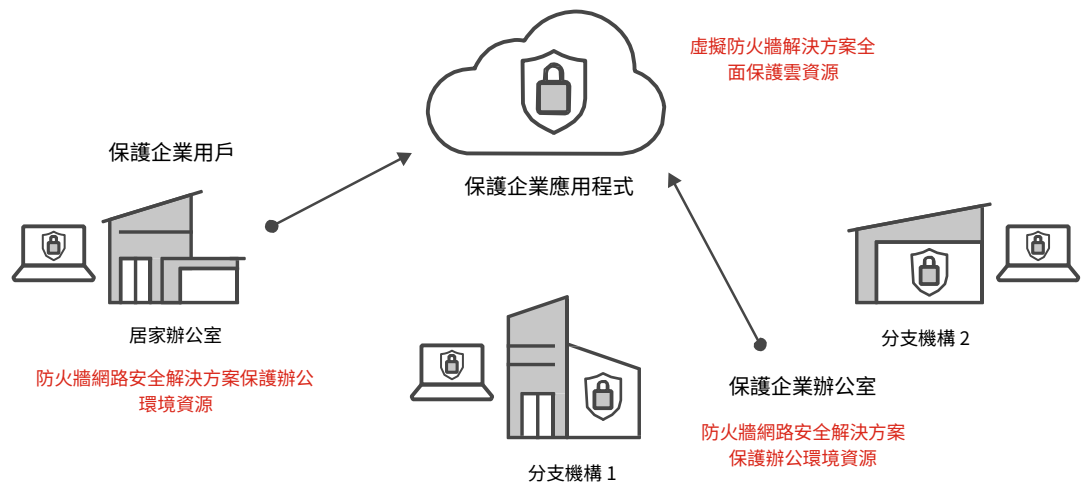 虛擬防火牆解決方案全
面保護雲資源
保護企業用戶
保護企業應用程式
居家辦公室
防火牆網路安全解決方案保護辦公
環境資源
分支機構 2
保護企業辦公室
防火牆網路安全解決方案
保護辦公環境資源
分支機構 1